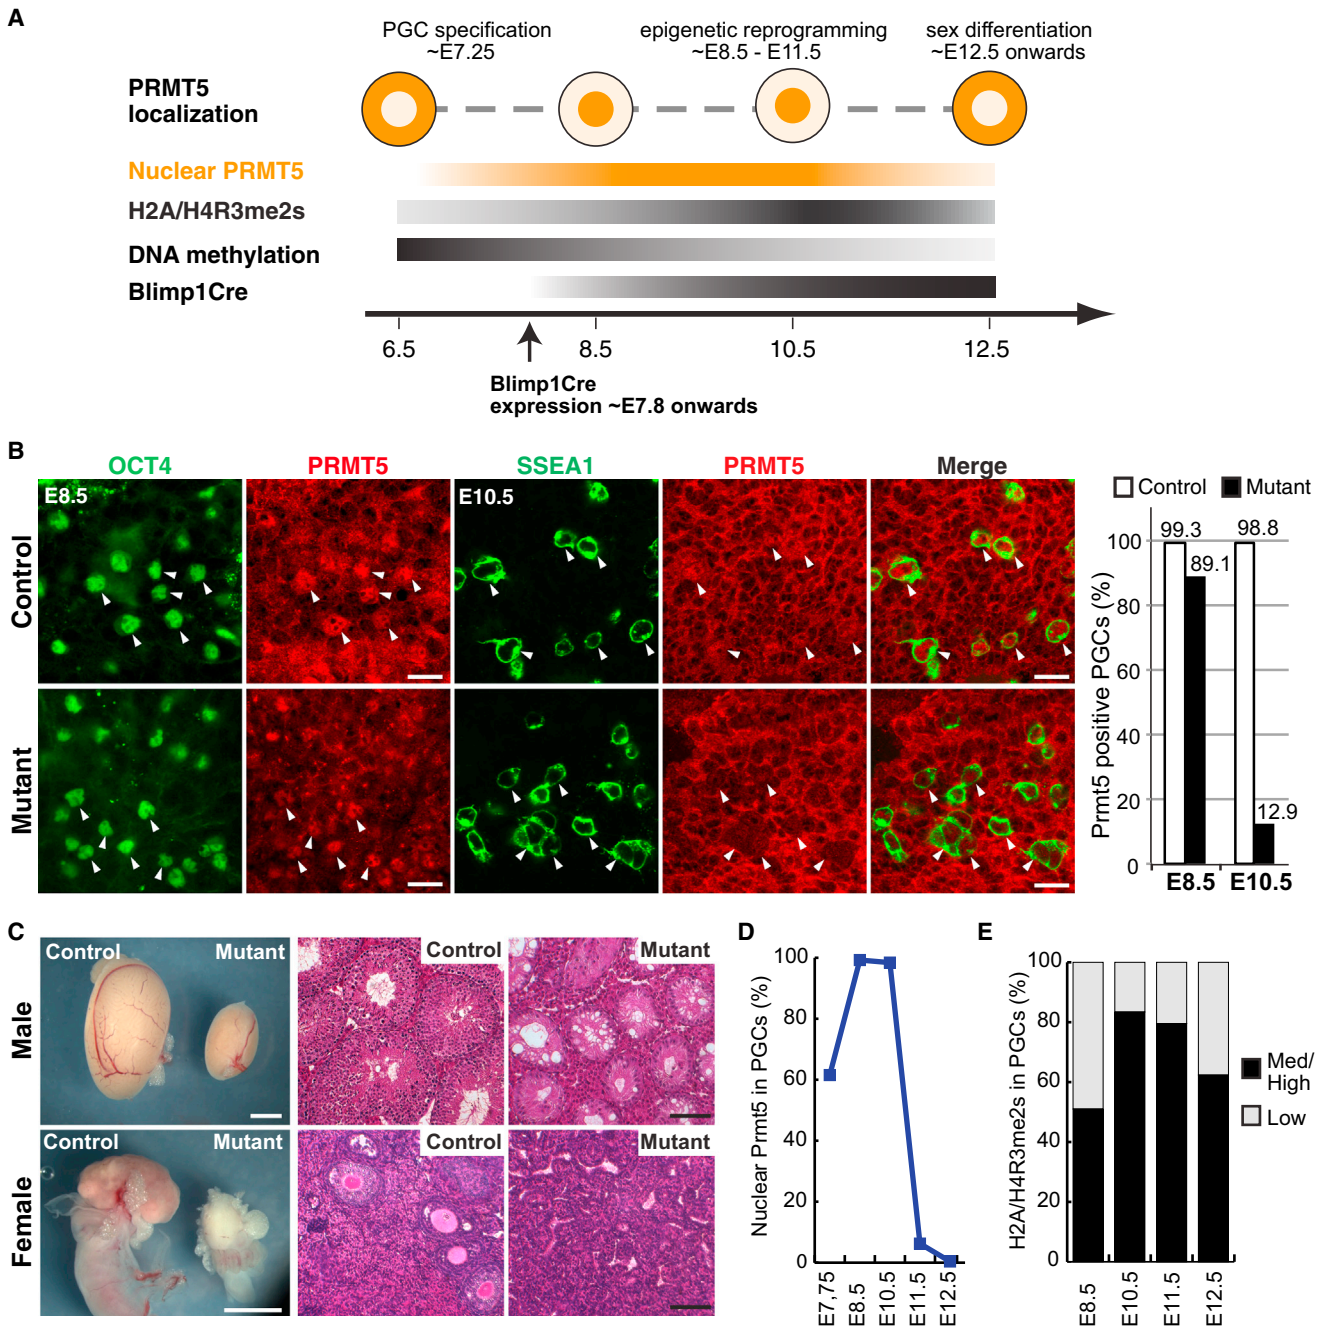 A
PGC specification
~E7.25
epigenetic reprogramming
~E8.5 - E11.5
sex differentiation
~E12.5 onwards
PRMT5
localization
Nuclear PRMT5
H2A/H4R3me2s
DNA methylation
Blimp1Cre
6.5
8.5
10.5
12.5
Blimp1Cre
expression ~E7.8 onwards
B
OCT4
PRMT5
SSEA1
PRMT5
Merge
E8.5
E10.5
Control
Mutant
Control
Mutant
Prmt5 positive PGCs (%)
100
80
60
40
20
0
99.3
89.1
98.8
12.9
E8.5
E10.5
C
Control
Mutant
Control
Mutant
Male
Control
Mutant
Control
Mutant
Female
D
Nuclear Prmt5 in PGCs (%)
100
80
60
40
20
0
E7,75
E8.5
E10.5
E11.5
E12.5
E
H2A/H4R3me2s in PGCs (%)
100
80
60
40
20
0
E8.5
E10.5
E11.5
E12.5
Med/
High
Low